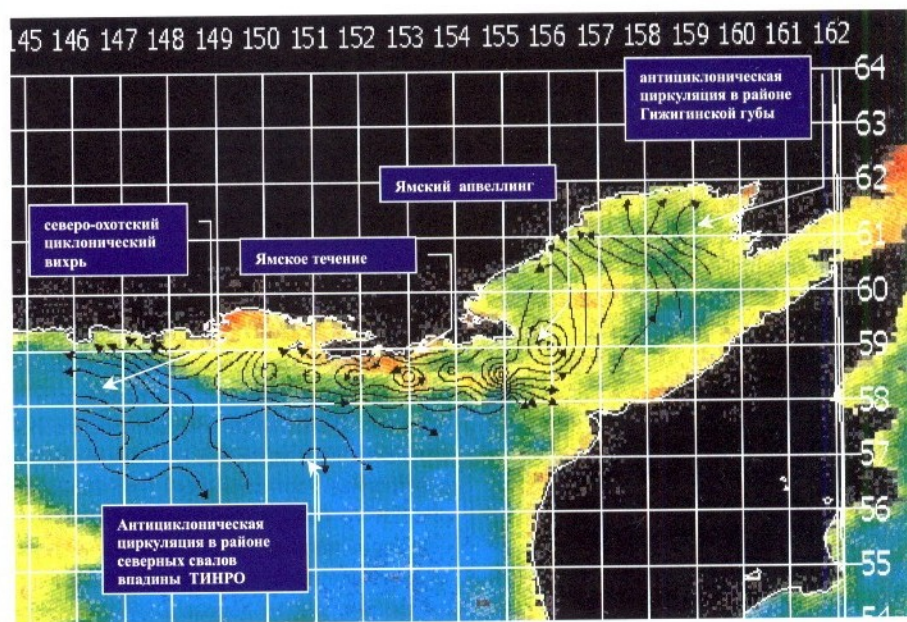 145 146 147 148 149 150 151 152 153 154 155 156 157 158 159 160 161 162
64
антициклоническая
циркуляция в районе
Гижигинской губы
63
Ямский апвеллинг
62
северо-охотский
циклонический
вихрь
61
Ямское течение
60
59
58
57
56
Антициклоническая
циркуляция в районе
северных свалов
впадины ТИНРО
55
54